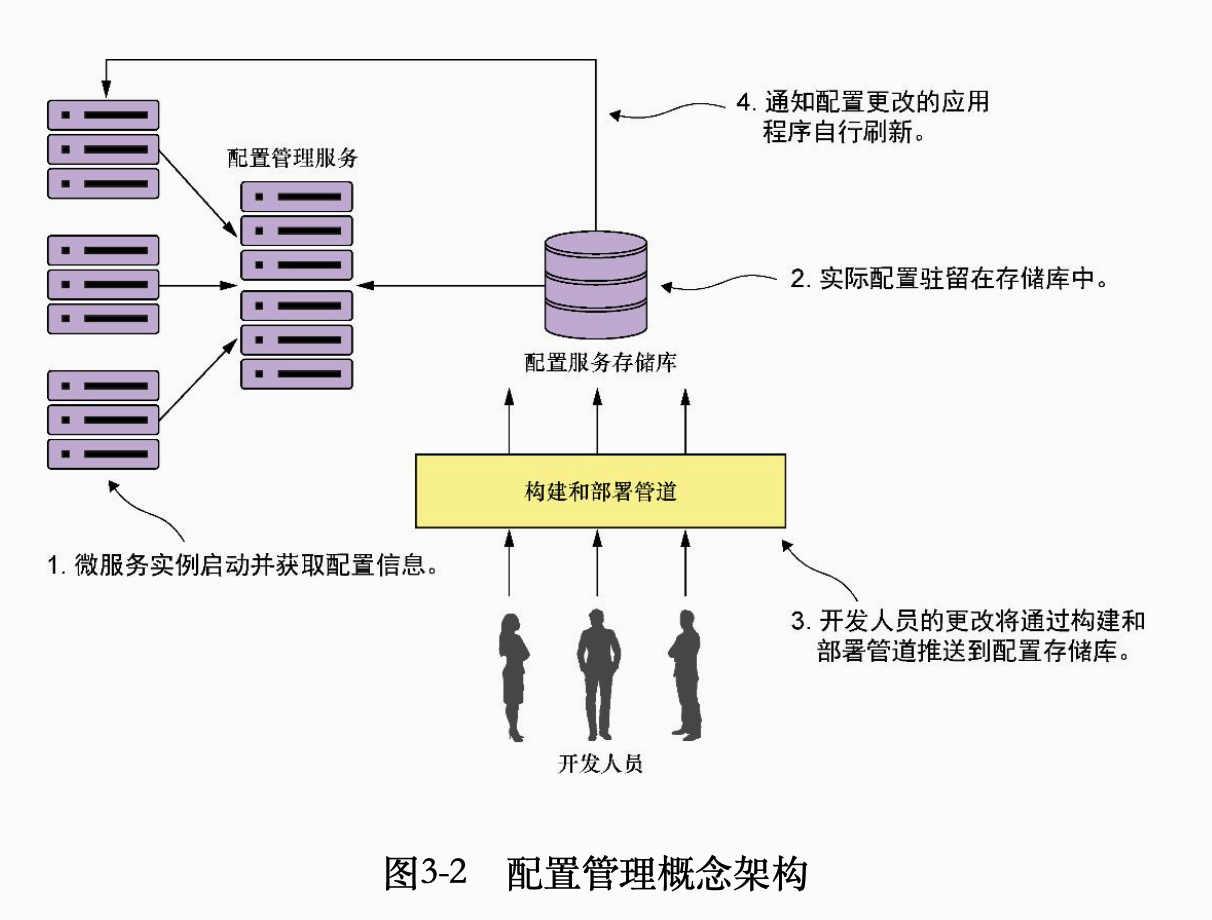 4. 通知配置更改的应用
程序自行刷新。
配置管理服务
2. 实际配置驻留在存储库中。
配置服务存储库
构建和部署管道
1. 微服务实例启动并获取配置信息。
3. 开发人员的更改将通过构建和
部署管道推送到配置存储库。
开发人员
图3-2 配置管理概念架构